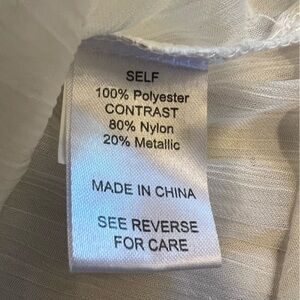 SELF
100% Polyester
CONTRAST
80% Nylon
20% Metallic
MADE IN CHINA
SEE REVERSE
FOR CARE